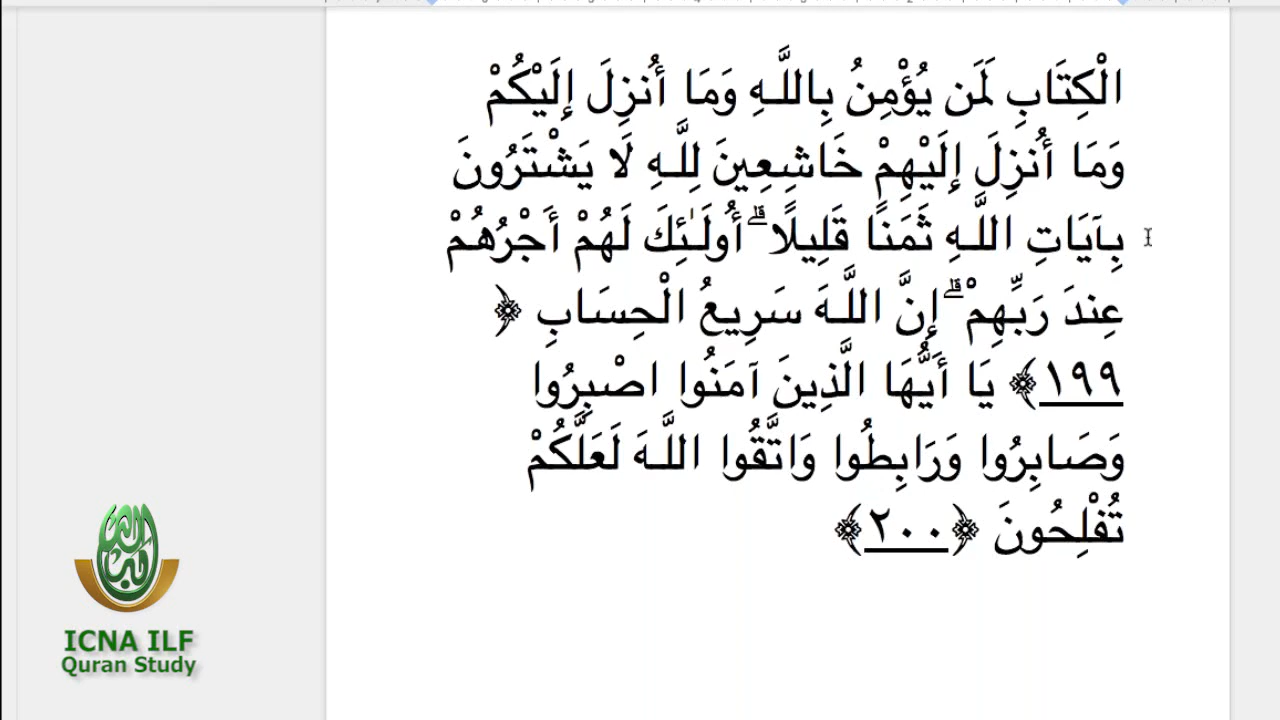 الْكِتَابِ لَمَن يُؤْمِنُ بِاللَّـهِ وَمَا أُنزِلَ إِلَيْكُمْ
وَمَا أُنزِلَ إِلَيْهِمْ خَاشِعِينَ لِلَّـهِ لَا يَشْتَرُونَ
بِآيَاتِ اللَّـهِ ثَمَنًا قَلِيلًا ۗ أُولَـٰئِكَ لَهُمْ أَجْرُهُمْ
عِندَ رَبِّهِمْ ۗ إِنَّ اللَّـهَ سَرِيعُ الْحِسَابِ ﴿
١٩٩﴾ يَا أَيُّهَا الَّذِينَ آمَنُوا اصْبِرُوا
وَصَابِرُوا وَرَابِطُوا وَاتَّقُوا اللَّـهَ لَعَلَّكُمْ
تُفْلِحُونَ ﴿٢٠٠﴾
ICNA ILF
Quran Study